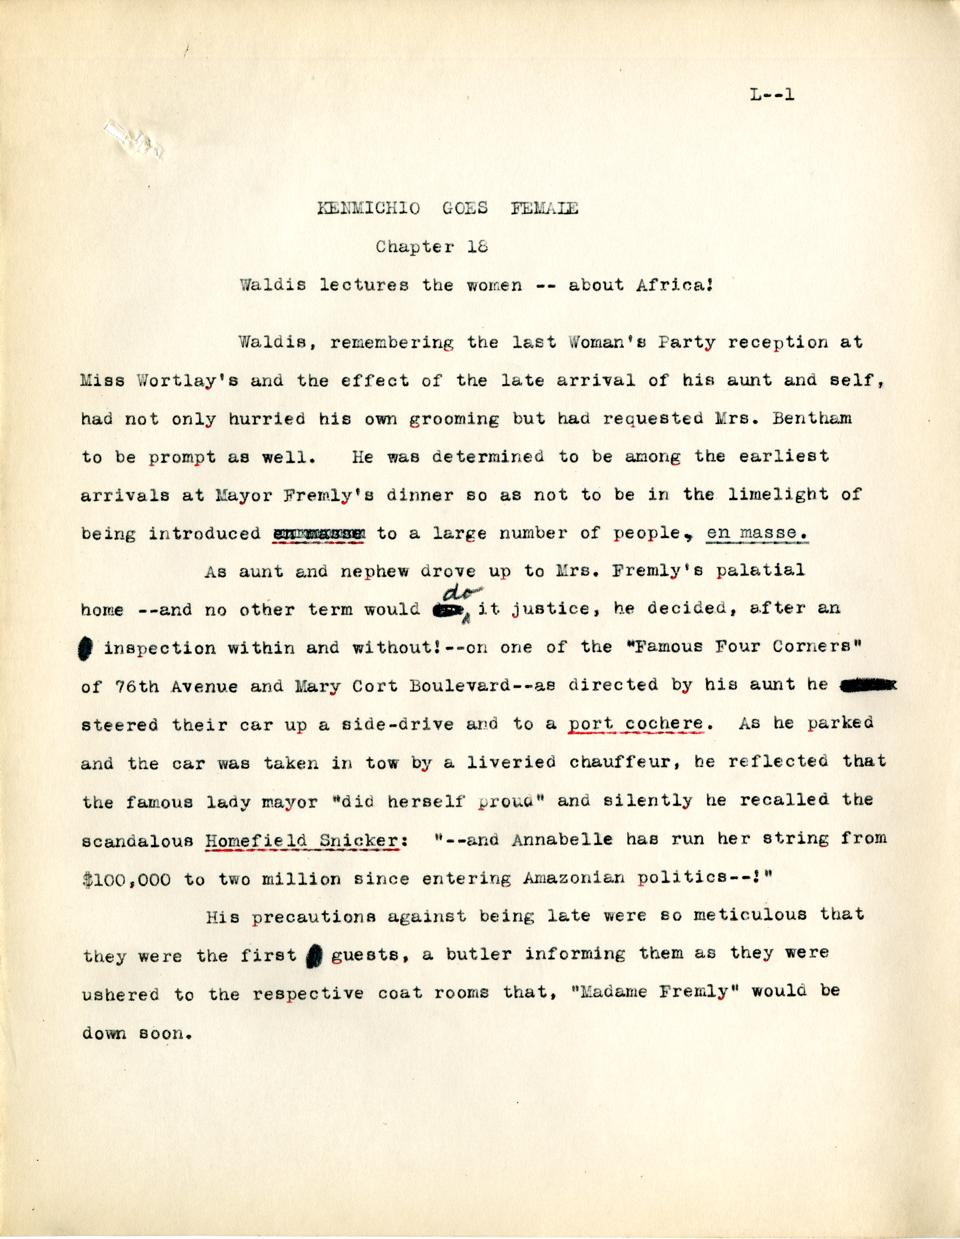 L--1
KENMICHIO GOES FEMALE
Chapter 18
Waldis lectures the women -- about Africa!
Waldis, remembering the last Woman's Party reception at
Miss Wortlay's and the effect of the late arrival of his aunt and self,
had not only hurried his own grooming but had requested Mrs. Bentham
to be prompt as well. He was determined to be among the earliest
arrivals at Mayor Fremly's dinner so as not to be in the limelight of
being introduced en masse to a large number of people, en masse.
As aunt and nephew drove up to Mrs. Fremly's palatial
home --and no other term would do it justice, he decided, after an
inspection within and without!--on one of the "Famous Four Corners"
of 76th Avenue and Mary Cort Boulevard--as directed by his aunt he
steered their car up a side-drive and to a port cochere. As he parked
and the car was taken in tow by a liveried chauffeur, he reflected that
the famous lady mayor "did herself proud" and silently he recalled the
scandalous Homefield Snicker: "--and Annabelle has run her string from
$100,000 to two million since entering Amazonian politics--!"
His precautions against being late were so meticulous that
they were the first guests, a butler informing them as they were
ushered to the respective coat rooms that, "Madame Fremly" would be
down soon.